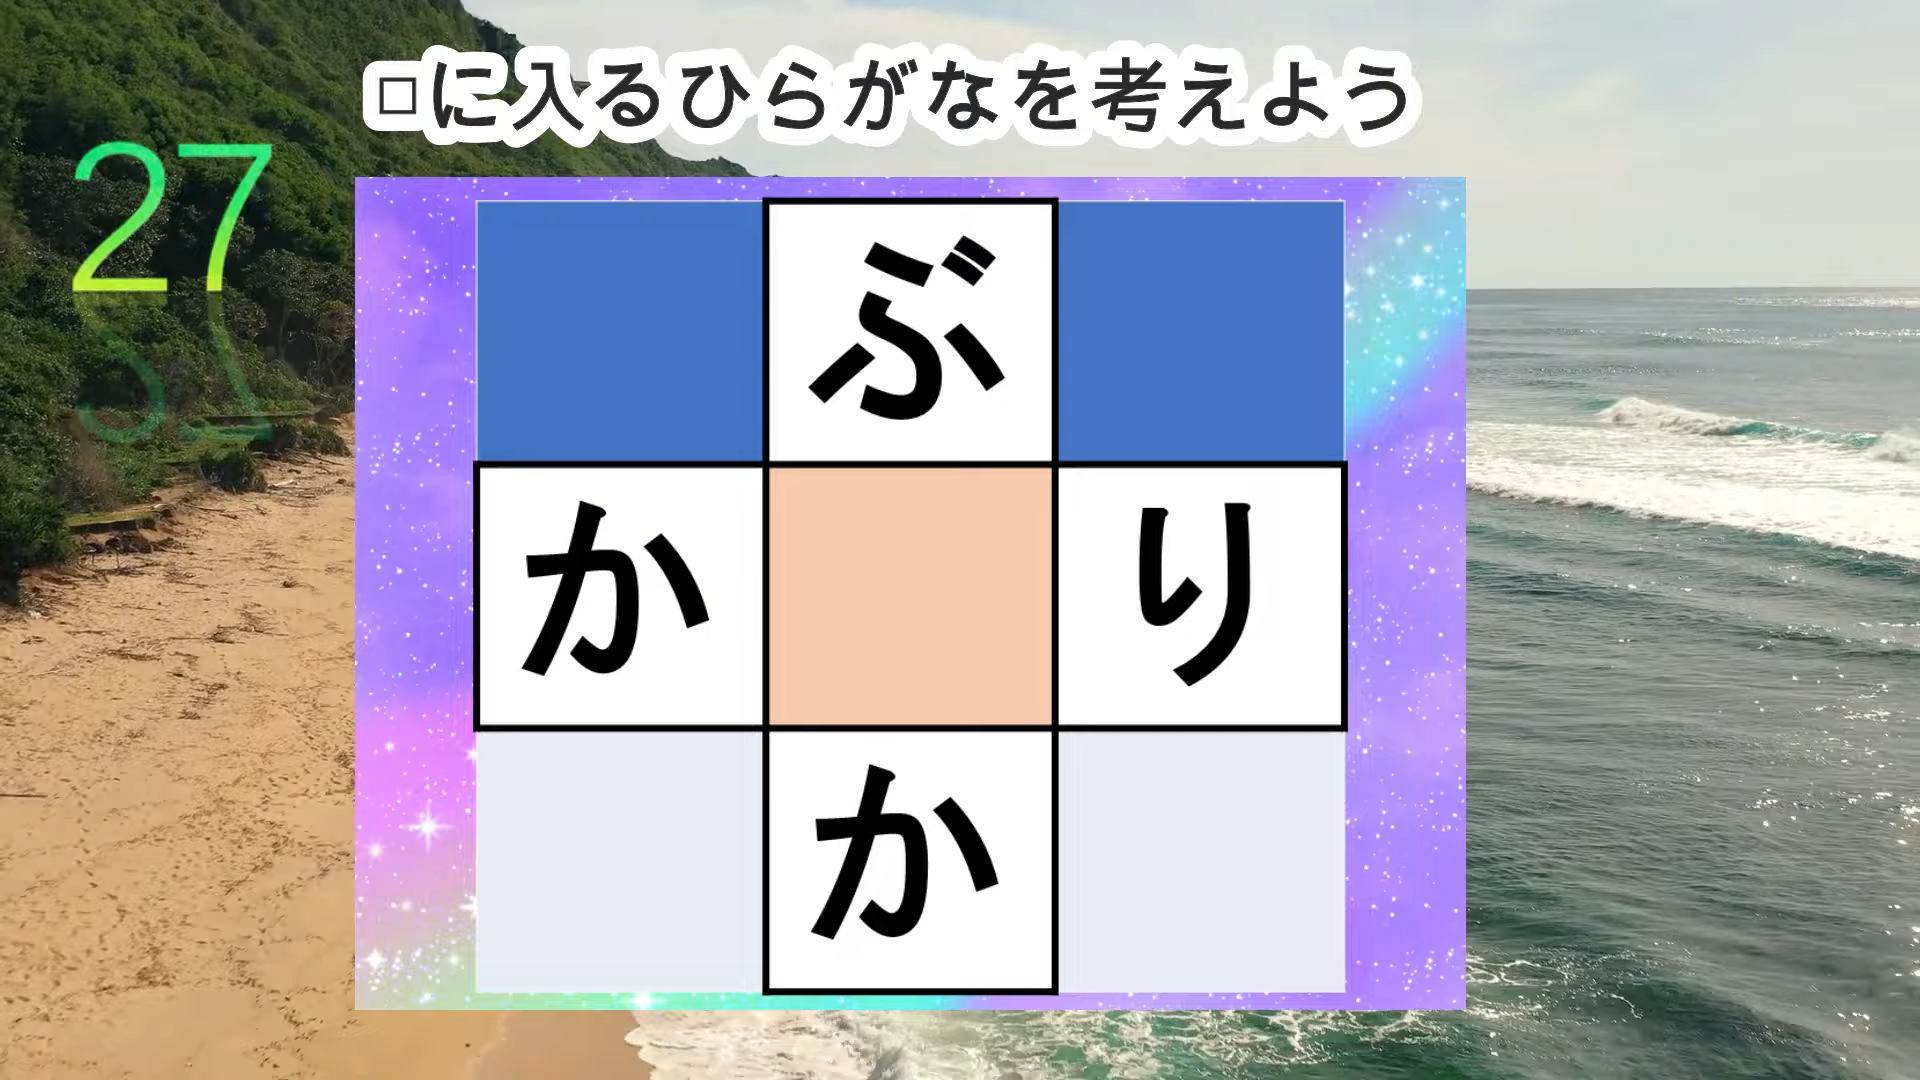 □に入るひらがなを考えよう
27
ぶ
か り
か